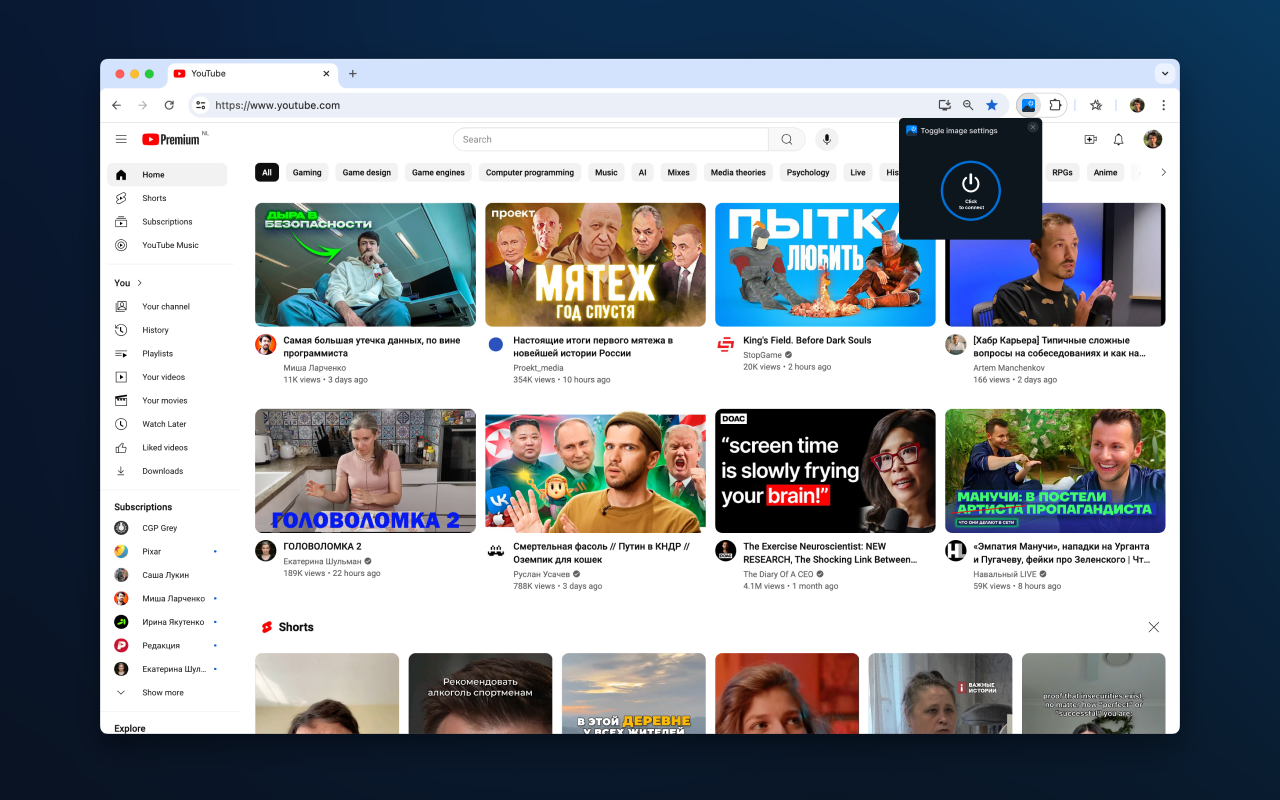 YouTube
https://www.youtube.com
Toggle image settings
Click
to connect
Premium NL
Search
Home
Shorts
Subscriptions
YouTube Music
You
Your channel
History
Playlists
Your videos
Your movies
Watch Later
Liked videos
Downloads
Subscriptions
CGP Grey
Pixar
Саша Лукин
Миша Ларченко
Ирина Якутенко
Редакция
Екатерина Шул...
Show more
Explore
All Gaming Game design Game engines Computer programming Music AI Mixes Media theories Psychology Live His RPGs Anime
ДЫРА В
БЕЗОПАСНОСТИ
Самая большая утечка данных, по вине
программиста
Миша Ларченко
11K views • 3 days ago
проект
МЯТЕЖ
ГОД СПУСТЯ
Настоящие итоги первого мятежа в
новейшей истории России
Proekt_media
354K views • 10 hours ago
ПЫТКА
ЛЮБИТЬ
King's Field. Before Dark Souls
StopGame
20K views • 2 hours ago
[Хабр Карьера] Типичные сложные
вопросы на собеседованиях и как на...
Artem Manchenkov
166 views • 2 days ago
ГОЛОВОЛОМКА 2
ГОЛОВОЛОМКА 2
Екатерина Шульман
189K views • 22 hours ago
Смертельная фасоль // Путин в КНДР //
Оземпик для кошек
Руслан Усачев
788K views • 3 days ago
DOAC
“screen time
is slowly frying
your brain!”
The Exercise Neuroscientist: NEW
RESEARCH, The Shocking Link Between...
The Diary Of A CEO
4.1M views • 1 month ago
МАНУЧИ: В ПОСТЕЛИ
АРТИСТА ПРОПАГАНДИСТА
ЧТО ОНИ ДЕЛАЮТ В СЕТИ
«Эмпатия Манучи», нападки на Урганта
и Пугачеву, фейки про Зеленского | Чт...
Навальный LIVE
59K views • 8 hours ago
Shorts
Рекомендовать
алкоголь спортменам
В ЭТОЙ ДЕРЕВНЕ
У ВСЕХ ЖИТЕЛЕЙ
ВАЖНЫЕ
ИСТОРИИ
proof that insecurities exist,
no matter how "perfect" or
"successful" you are: